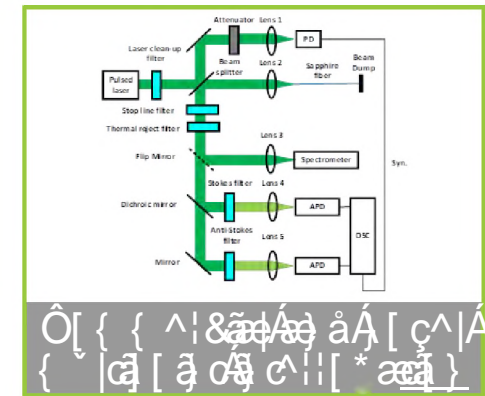 Attenuator
Lens 1
PD
Laser clean-up
filter
Beam
splitter
Lens 2
Sapphire
fiber
Beam
Dump
Pulsed
laser
Stop line filter
Thermal reject filter
Lens 3
Flip Mirror
Spectrometer
Syn.
Stokes filter
Lens 4
Dichroic mirror
APD
Anti-Stokes
filter
Lens 5
OSC
Mirror
APD